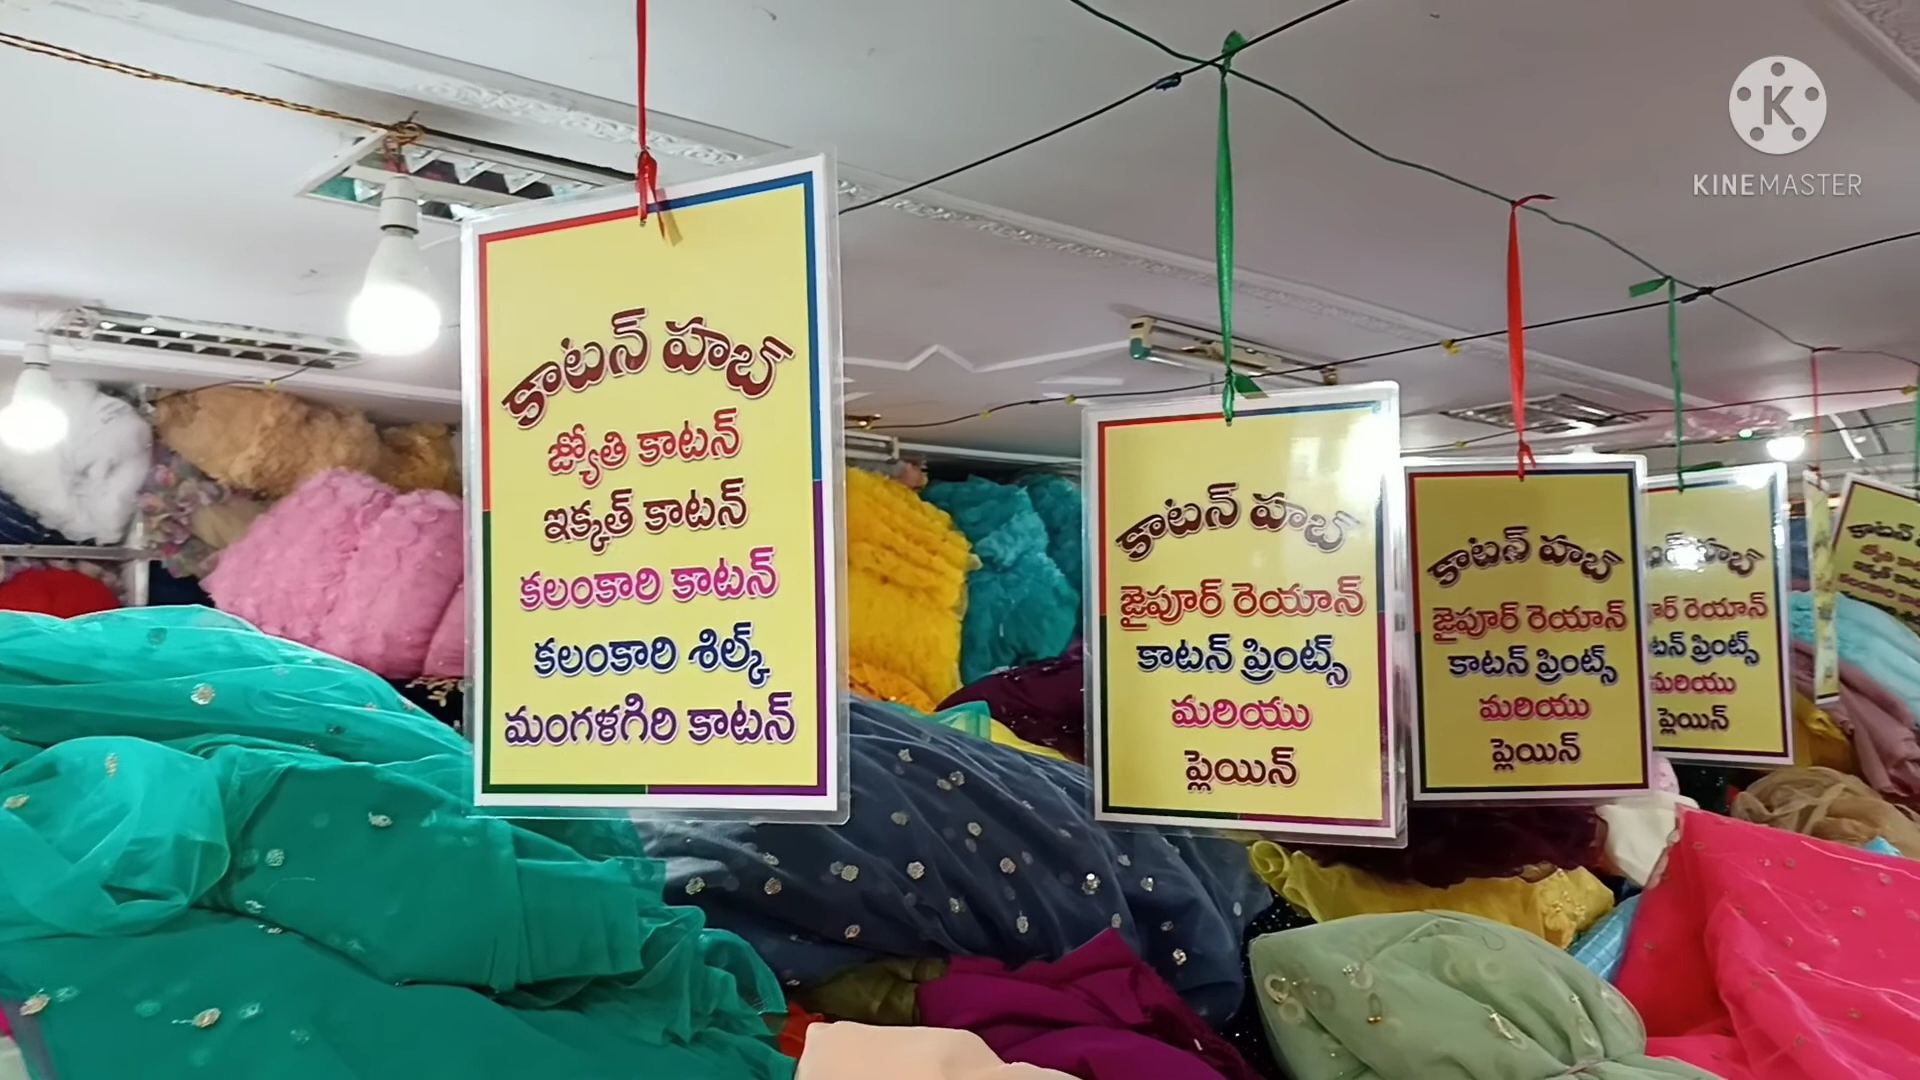 కాటన్ హబ్
జ్యోతి కాటన్
ఇక్కత్ కాటన్
కలంకారి కాటన్
కలంకారి శిల్క్
మంగళగిరి కాటన్
కాటన్ హబ్
జైపూర్ రెయాన్
కాటన్ ప్రింట్స్
మరియు
ప్లెయిన్
కాటన్ హబ్
జైపూర్ రెయాన్
కాటన్ ప్రింట్స్
మరియు
ప్లెయిన్
రెయాన్
ప్రింట్స్
మరియు
ప్లెయిన్
KINEMASTER